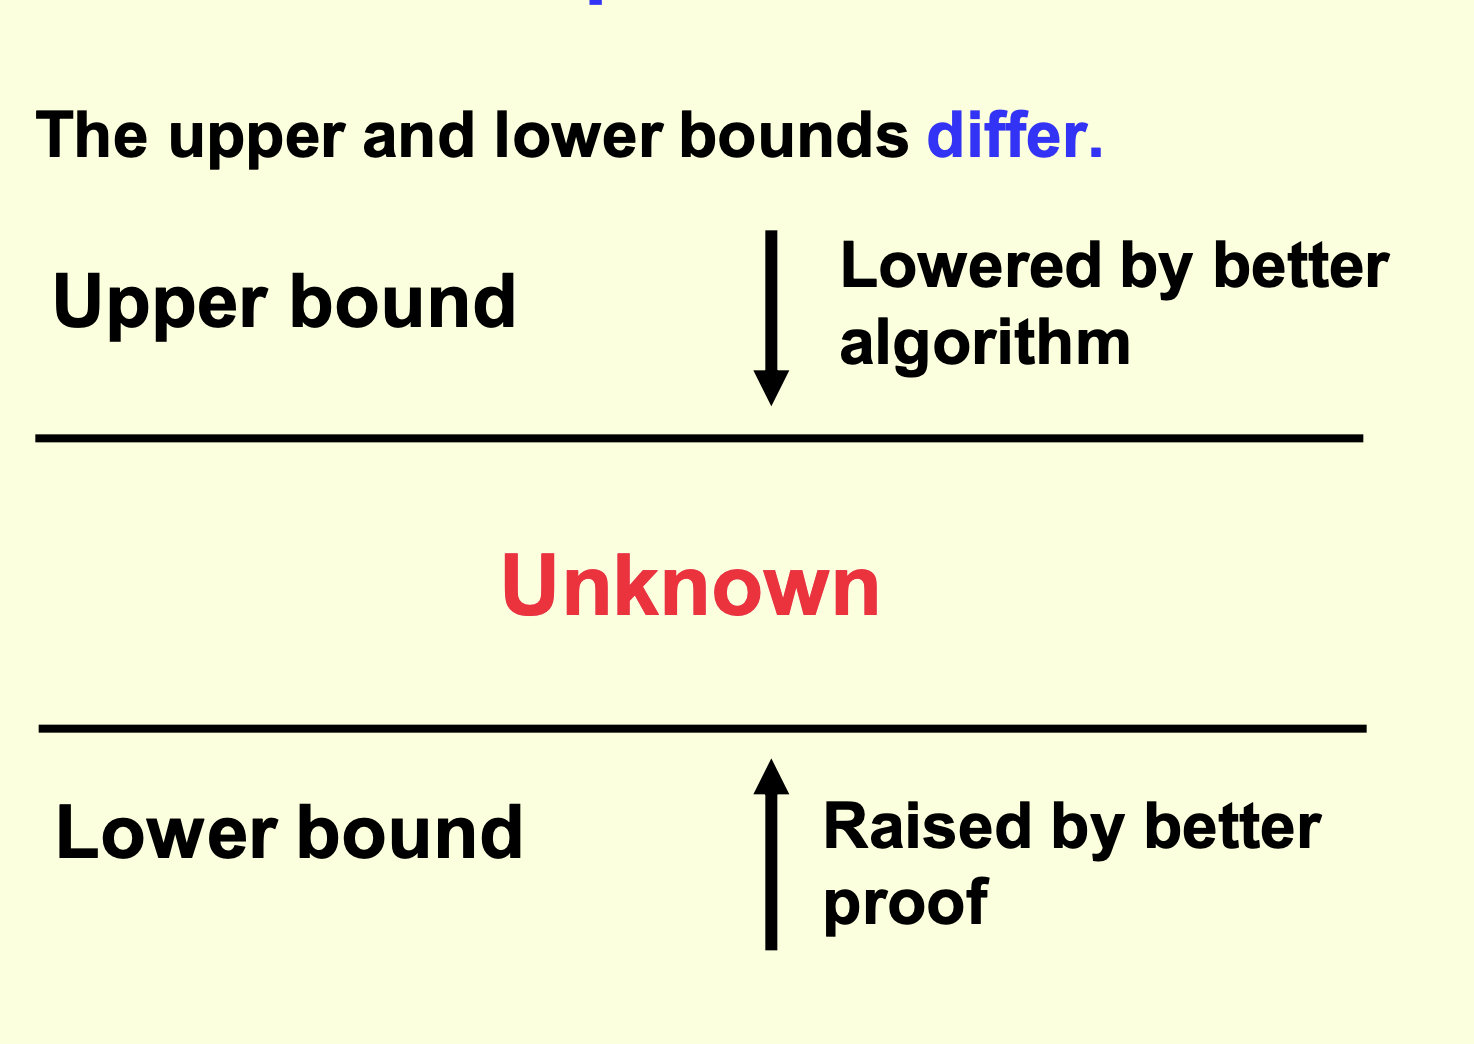 The upper and lower bounds differ.
Upper bound
Lowered by better
algorithm
Unknown
Lower bound
Raised by better
proof